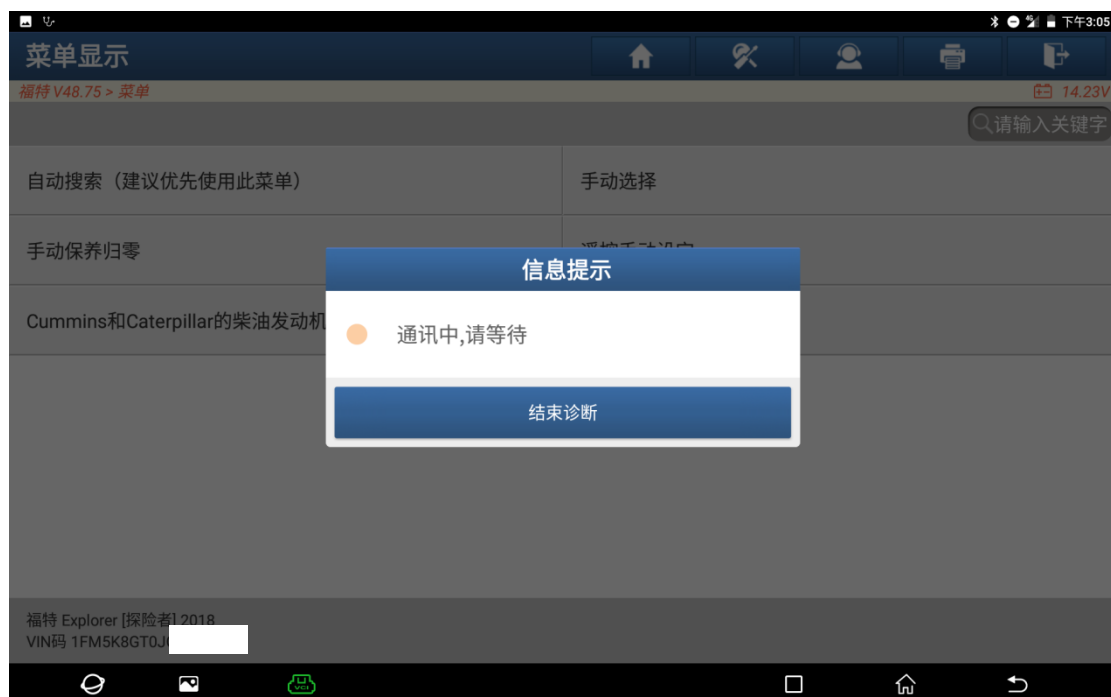 下午3:05
菜单显示
福特 V48.75 > 菜单
14.23V
请输入关键字
自动搜索（建议优先使用此菜单）
手动选择
手动保养归零
信息提示
Cummins和Caterpillar的柴油发动机
通讯中,请等待
结束诊断
福特 Explorer [探险者] 2018
VIN码 1FM5K8GT0J
VCI